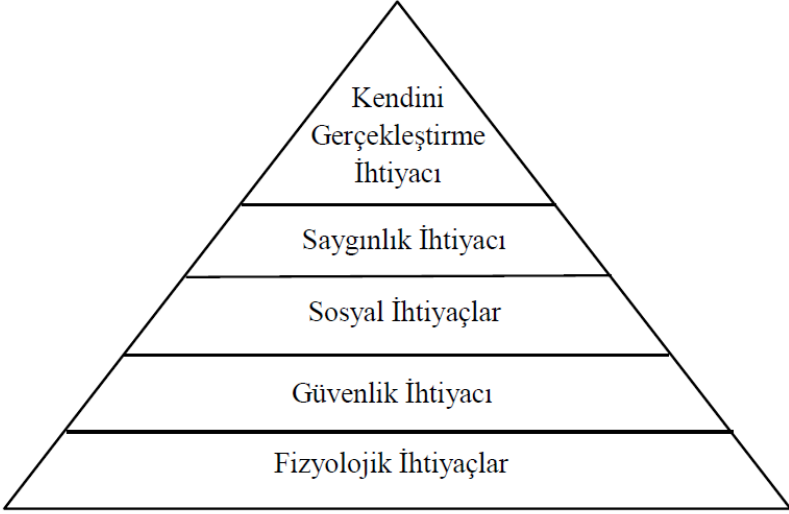 Kendini
Gerçekleştirme
İhtiyacı
Saygınlık İhtiyacı
Sosyal İhtiyaçlar
Güvenlik İhtiyacı
Fizyolojik İhtiyaçlar